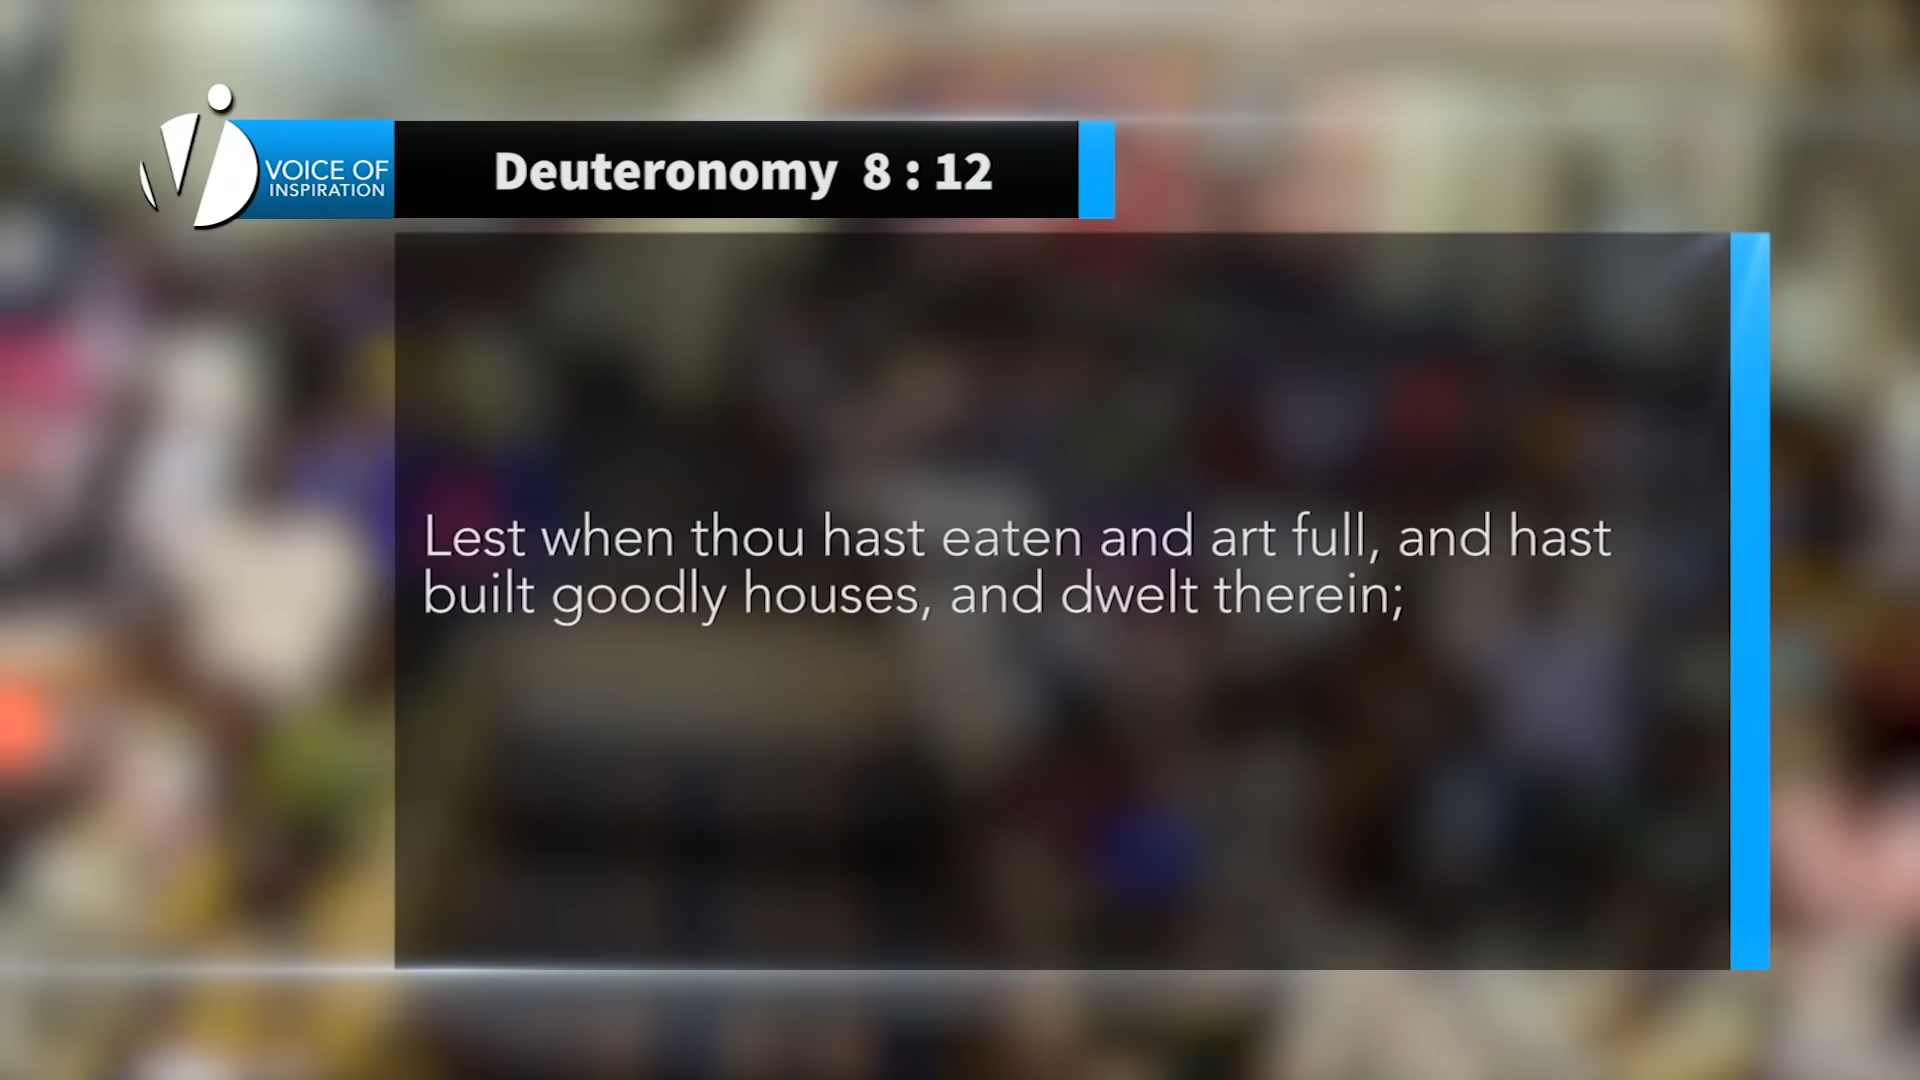 VOICE OF
INSPIRATION
Deuteronomy 8 : 12
Lest when thou hast eaten and art full, and hast
built goodly houses, and dwelt therein;